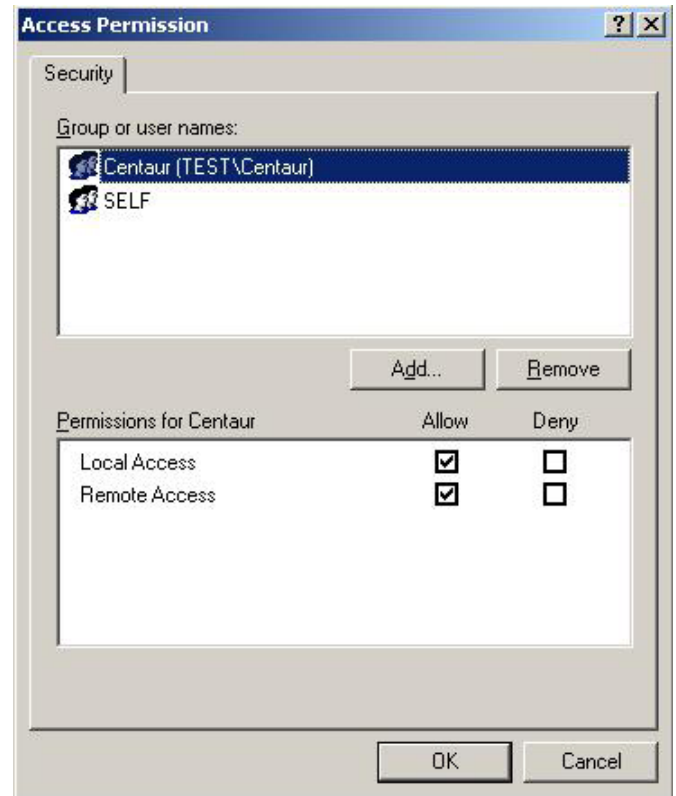 Access Permission
Security
Group or user names:
Centaur (TEST\Centaur)
SELF
Add... Remove
Permissions for Centaur Allow Deny
Local Access
Remote Access
OK Cancel